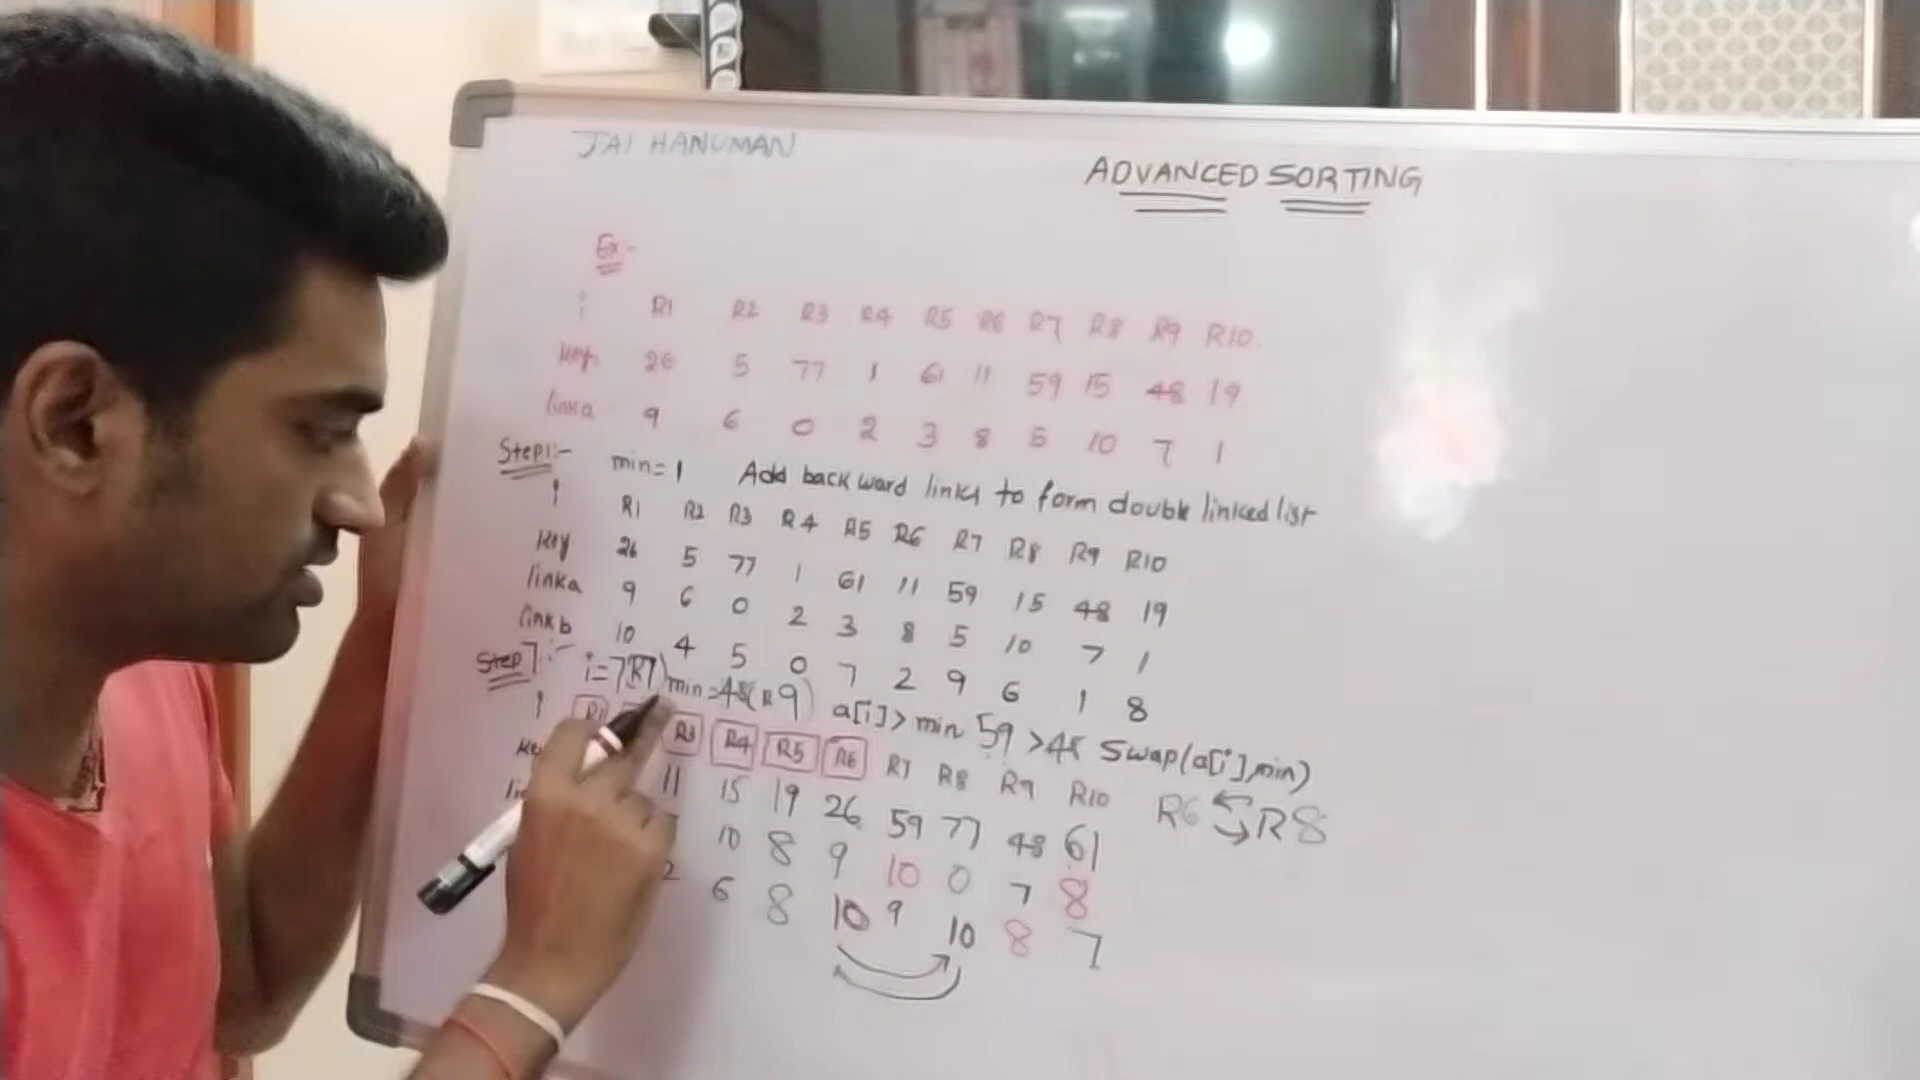 JAI HANUMAN
ADVANCED SORTING
Ex:-
i R1 R2 R3 R4 R5 R6 R7 R8 R9 R10
key 26 5 77 1 61 11 59 15 48 19
linka 9 6 0 2 3 8 5 10 7 1
Step1:- min=1 Add back ward links to form double linked list
i R1 R2 R3 R4 R5 R6 R7 R8 R9 R10
key 26 5 77 1 61 11 59 15 48 19
linka 9 6 0 2 3 8 5 10 7 1
linkb 10 4 5 0 7 2 9 6 1 8
Step7:- i=7(R7) min=48(R9) a[i]>min 59>48 Swap(a[i],min)
i R1 R3 R4 R5 R6 R7 R8 R9 R10 R6 R8
11 15 19 26 59 77 48 61
10 8 9 10 0 7 8
2 6 8 10 9 10 8 7